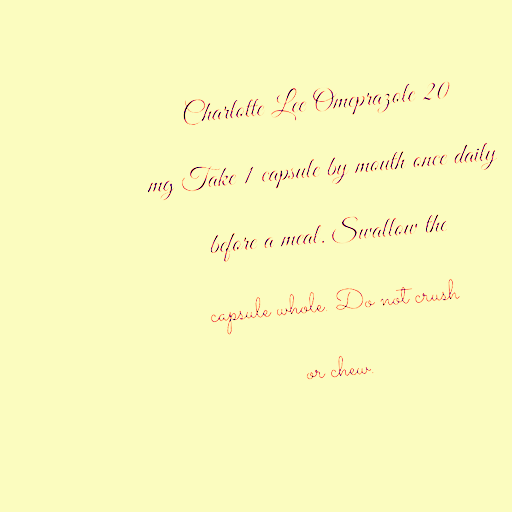 Charlotte Lee Omeprazole 20
mg Take 1 capsule by mouth once daily
before a meal. Swallow the
capsule whole. Do not crush
or chew.